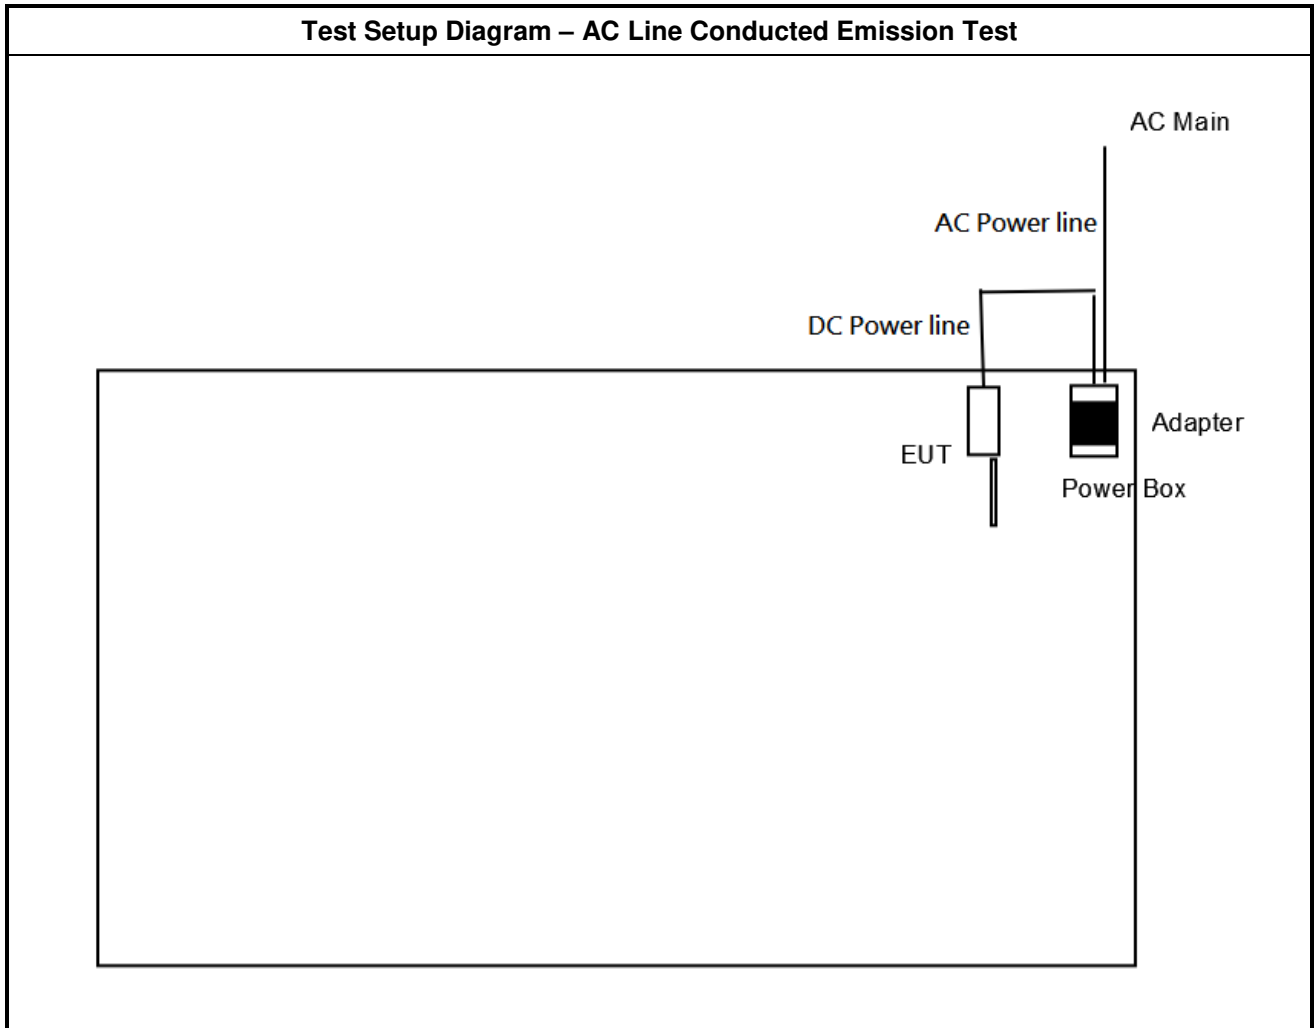 Test Setup Diagram – AC Line Conducted Emission Test
AC Main
AC Power line
DC Power line
Adapter
EUT
Power Box